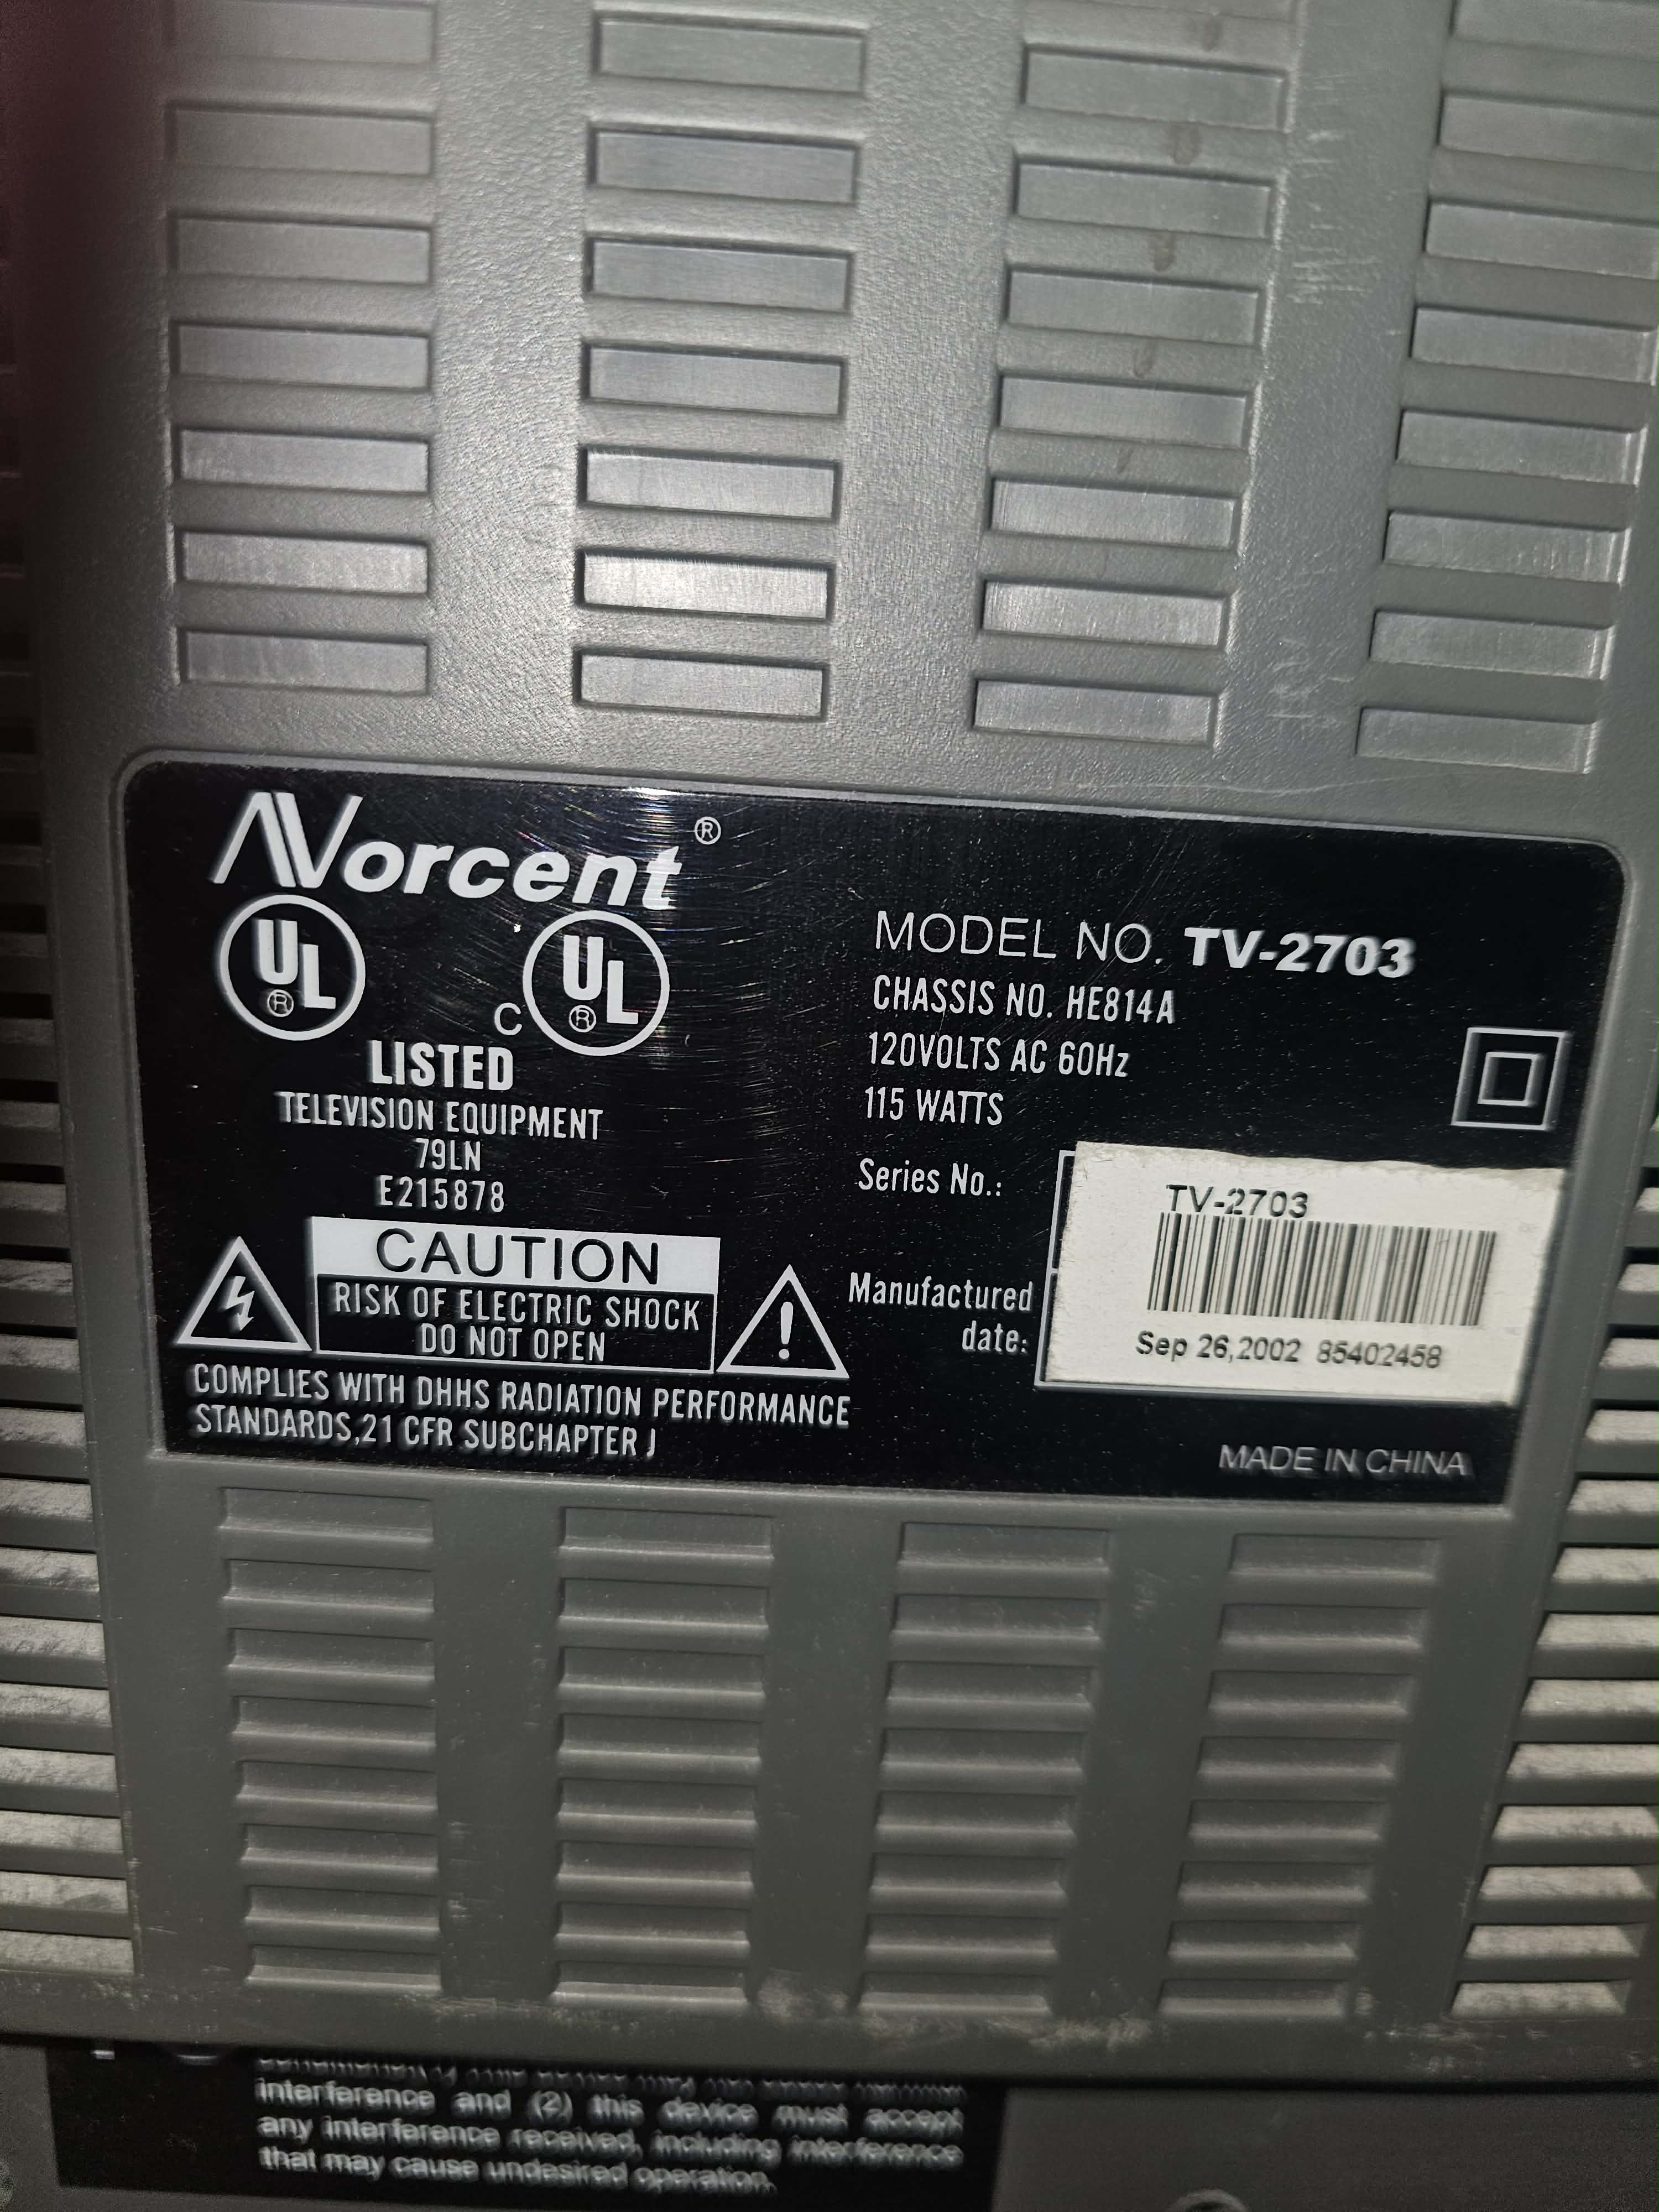 Norcent®
UL® C UL®
LISTED
TELEVISION EQUIPMENT
79LN
E215878
CAUTION
RISK OF ELECTRIC SHOCK
DO NOT OPEN
COMPLIES WITH DHHS RADIATION PERFORMANCE
STANDARDS,21 CFR SUBCHAPTER J
MODEL NO. TV-2703
CHASSIS NO. HE814A
120VOLTS AC 60Hz
115 WATTS
Series No.:
TV-2703
Manufactured
date:
Sep 26,2002 85402458
MADE IN CHINA
interference and (2) this device must accept
any interference received, including interference
that may cause undesired operation.